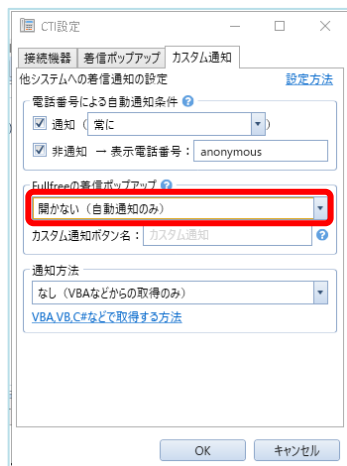 CTI設定
接続機器 着信ポップアップ カスタム通知
他システムへの着信通知の設定 設定方法
電話番号による自動通知条件
通知 ( 常に )
非通知 → 表示電話番号： anonymous
Fullfreeの着信ポップアップ
開かない（自動通知のみ）
カスタム通知ボタン名： カスタム通知
通知方法
なし（VBAなどからの取得のみ）
VBA,VB,C#などで取得する方法
OK キャンセル